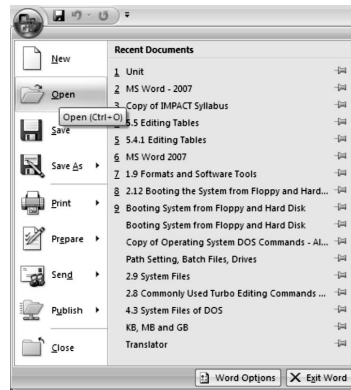 New
Open
Open (Ctrl+O)
Save
Save As
Print
Prepare
Send
Publish
Close
Recent Documents
1 Unit
2 MS Word - 2007
3 Copy of IMPACT Syllabus
5.5 Editing Tables
5 5.4.1 Editing Tables
6 MS Word 2007
7 1.9 Formats and Software Tools
8 2.12 Booting the System from Floppy and Hard...
9 Booting System from Floppy and Hard Disk
Booting System from Floppy and Hard Disk
Copy of Operating System DOS Commands - Al...
Path Setting, Batch Files, Drives
2.9 System Files
2.8 Commonly Used Turbo Editing Commands ...
4.3 System Files of DOS
KB, MB and GB
Translator
Word Options
Exit Word